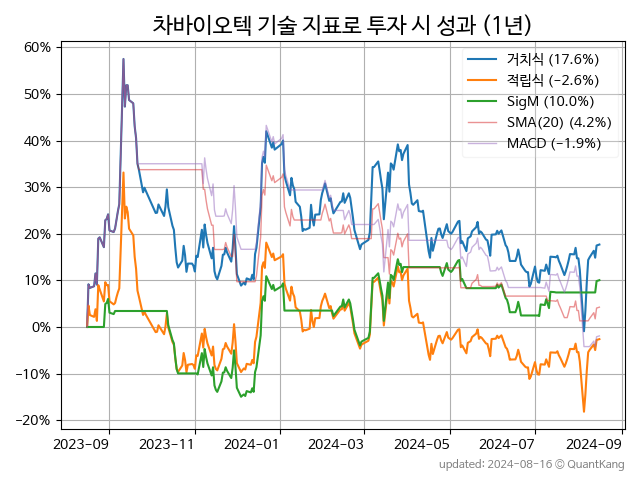 차바이오텍 기술 지표로 투자 시 성과 (1년)
60%
50%
40%
30%
20%
10%
0%
−10%
−20%
거치식 (17.6%)
적립식 (−2.6%)
SigM (10.0%)
SMA(20) (4.2%)
MACD (−1.9%)
2023-09
2023-11
2024-01
2024-03
2024-05
2024-07
2024-09
updated: 2024-08-16 © QuantKang